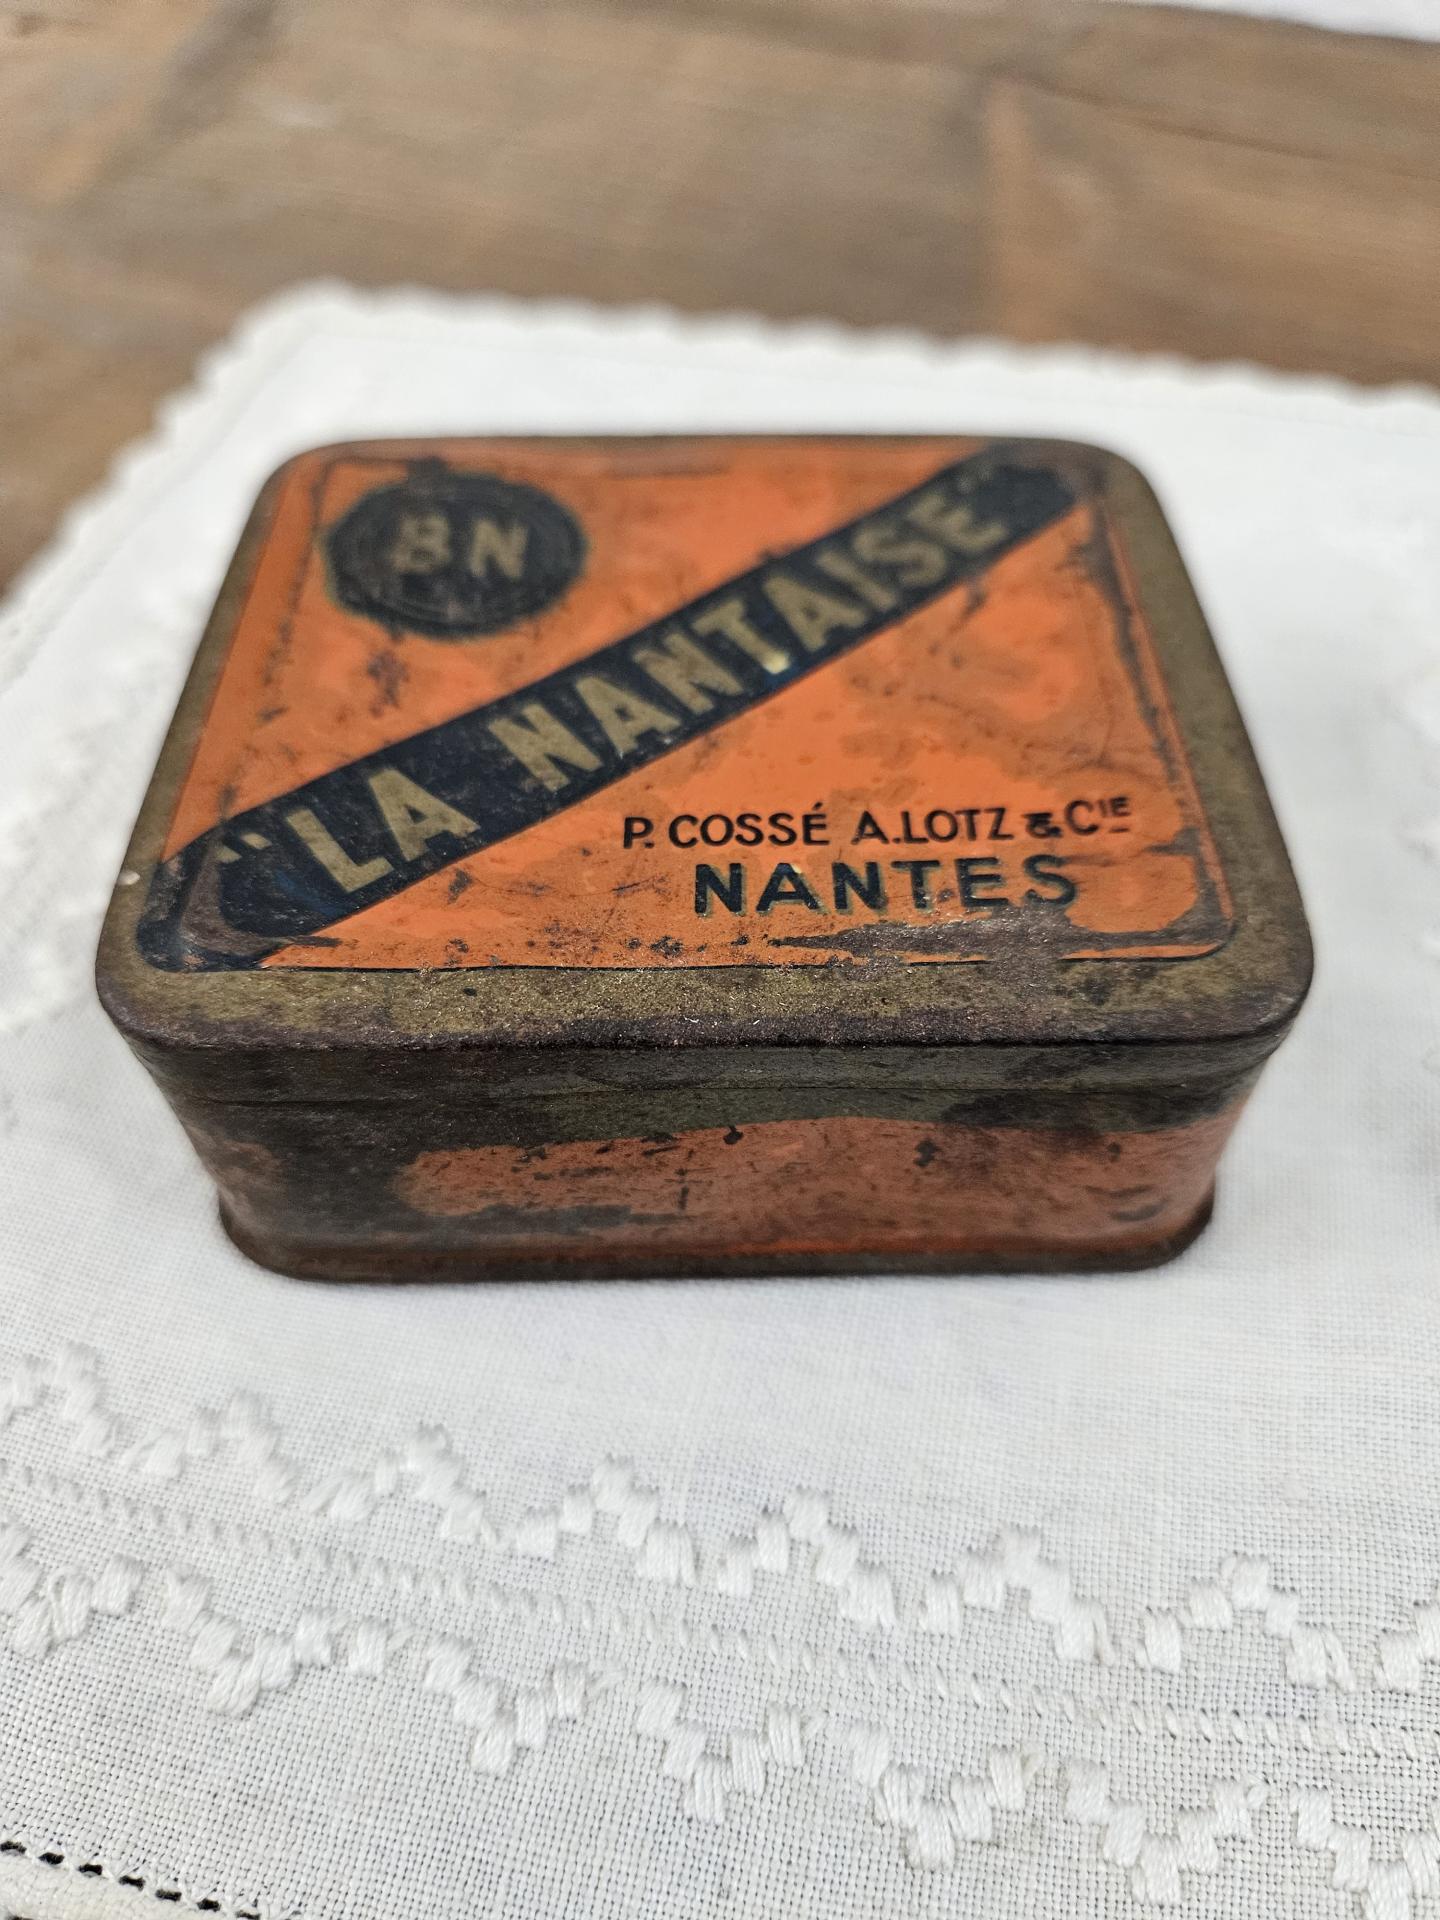 BN
"LA NANTAISE"
P. COSSÉ A. LOTZ & CIE
NANTES